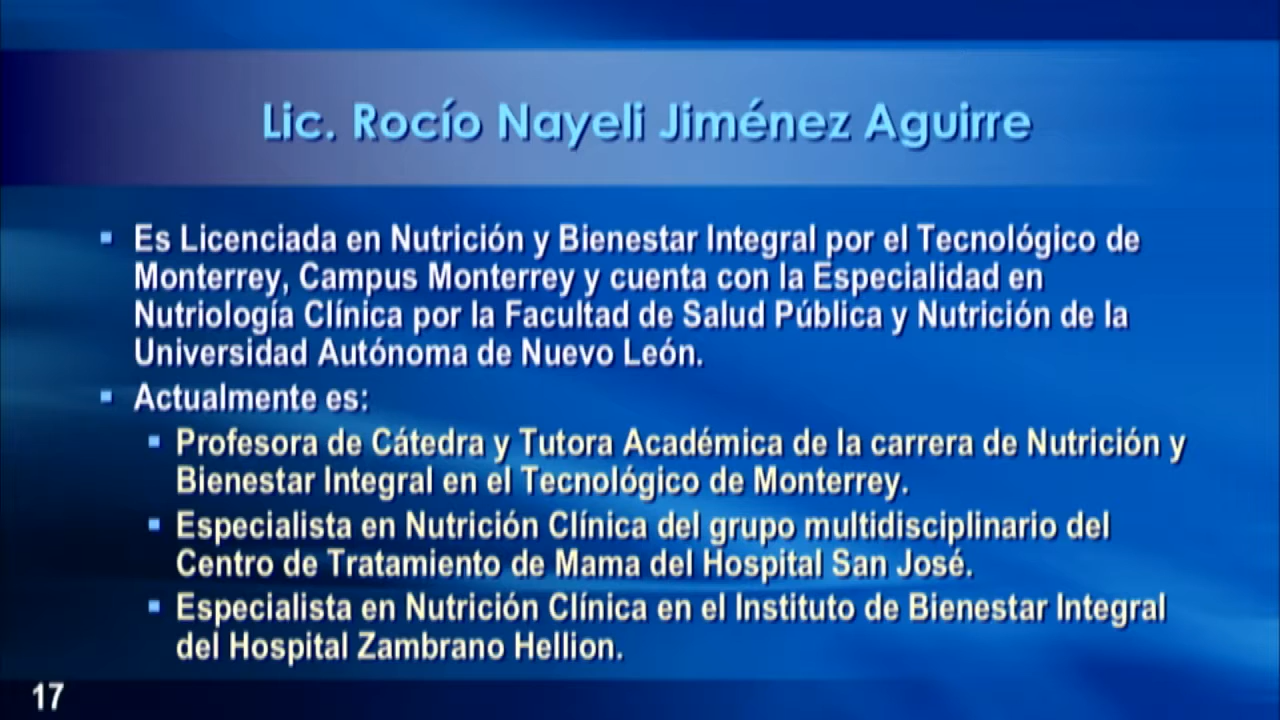 Lic. Rocío Nayeli Jiménez Aguirre
Es Licenciada en Nutrición y Bienestar Integral por el Tecnológico de
Monterrey, Campus Monterrey y cuenta con la Especialidad en
Nutriología Clínica por la Facultad de Salud Pública y Nutrición de la
Universidad Autónoma de Nuevo León.
Actualmente es:
Profesora de Cátedra y Tutora Académica de la carrera de Nutrición y
Bienestar Integral en el Tecnológico de Monterrey.
Especialista en Nutrición Clínica del grupo multidisciplinario del
Centro de Tratamiento de Mama del Hospital San José.
Especialista en Nutrición Clínica en el Instituto de Bienestar Integral
del Hospital Zambrano Hellion.
17